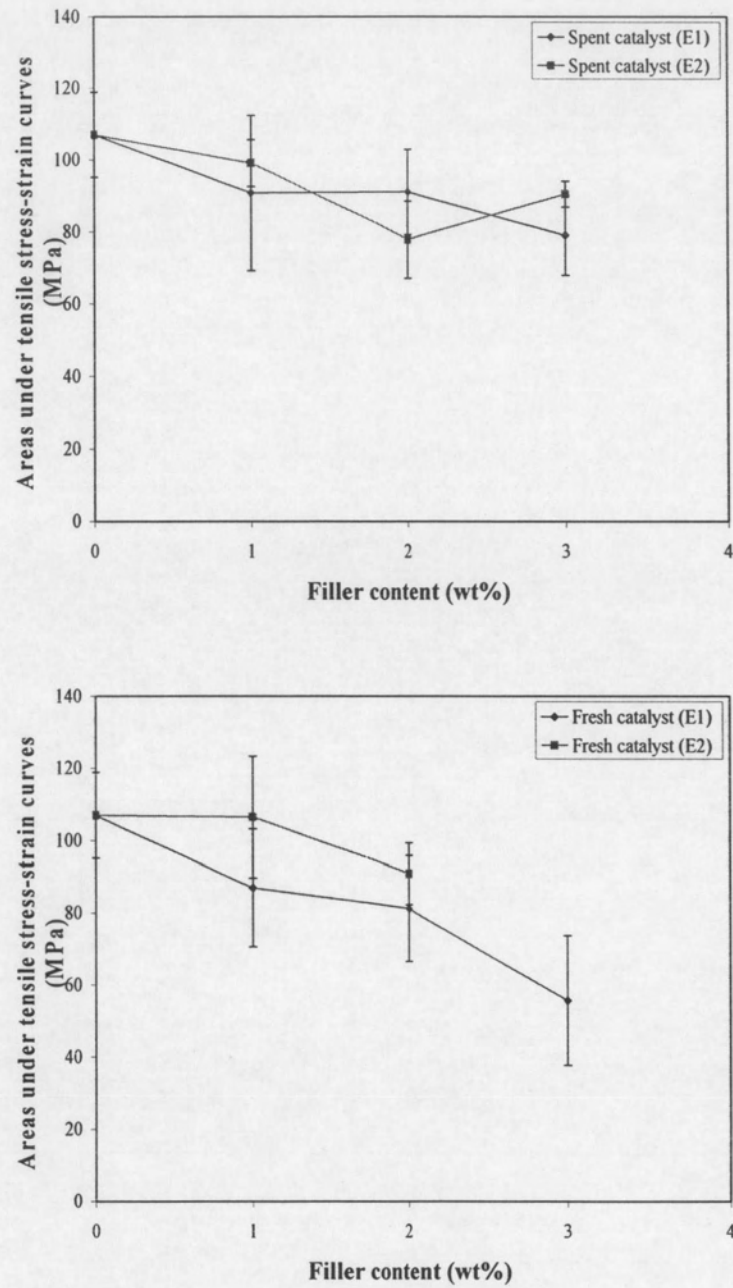 140
120
100
80
60
40
20
0
Areas under tensile stress-strain curves
(MPa)
Spent catalyst (E1)
Spent catalyst (E2)
0 1 2 3 4
Filler content (wt%)
140
120
100
80
60
40
20
0
Areas under tensile stress-strain curves
(MPa)
Fresh catalyst (E1)
Fresh catalyst (E2)
0 1 2 3 4
Filler content (wt%)